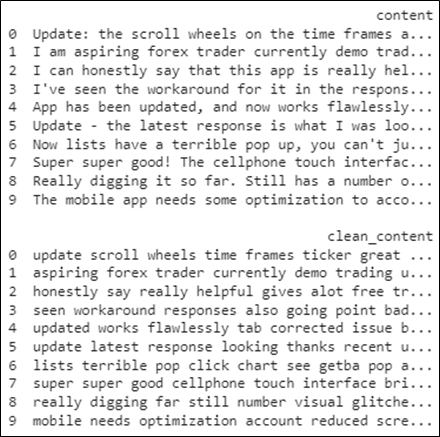 content
0 Update: the scroll wheels on the time frames a...
1 I am aspiring forex trader currently demo trad...
2 I can honestly say that this app is really hel...
3 I've seen the workaround for it in the respons...
4 App has been updated, and now works flawlessly...
5 Update - the latest response is what I was loo...
6 Now lists have a terrible pop up, you can't ju...
7 Super super good! The cellphone touch interfac...
8 Really digging it so far. Still has a number o...
9 The mobile app needs some optimization to acco...
clean_content
0 update scroll wheels time frames ticker great ...
1 aspiring forex trader currently demo trading u...
2 honestly say really helpful gives alot free tr...
3 seen workaround responses also going point bad...
4 updated works flawlessly tab corrected issue b...
5 update latest response looking thanks recent u...
6 lists terrible pop click chart see getba pop a...
7 super super good cellphone touch interface bri...
8 really digging far still number visual glitche...
9 mobile needs optimization account reduced scre...